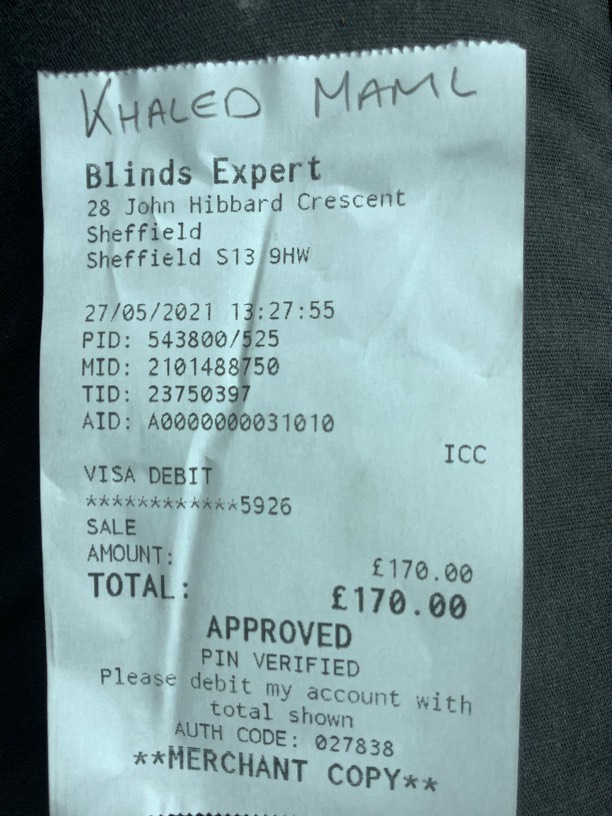 KHALED MAML
Blinds Expert
28 John Hibbard Crescent
Sheffield
Sheffield S13 9HW
27/05/2021 13:27:55
PID: 543800/525
MID: 2101488750
TID: 23750397
AID: A0000000031010
ICC
VISA DEBIT
************5926
SALE
AMOUNT: £170.00
TOTAL: £170.00
APPROVED
PIN VERIFIED
Please debit my account with
total shown
AUTH CODE: 027838
**MERCHANT COPY**